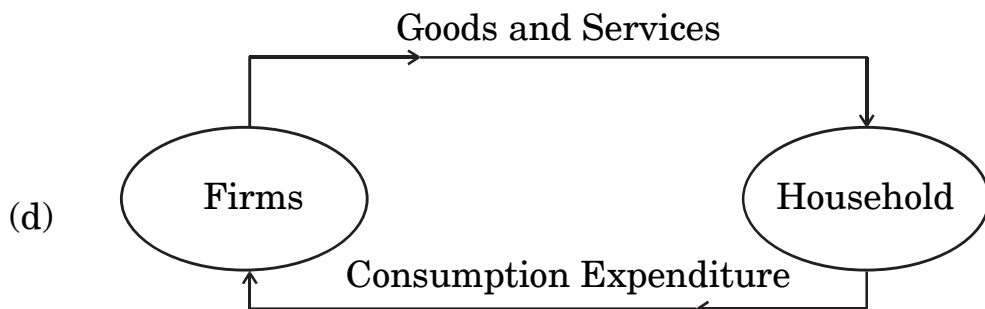 Goods and Services
(d)
Firms
Household
Consumption Expenditure